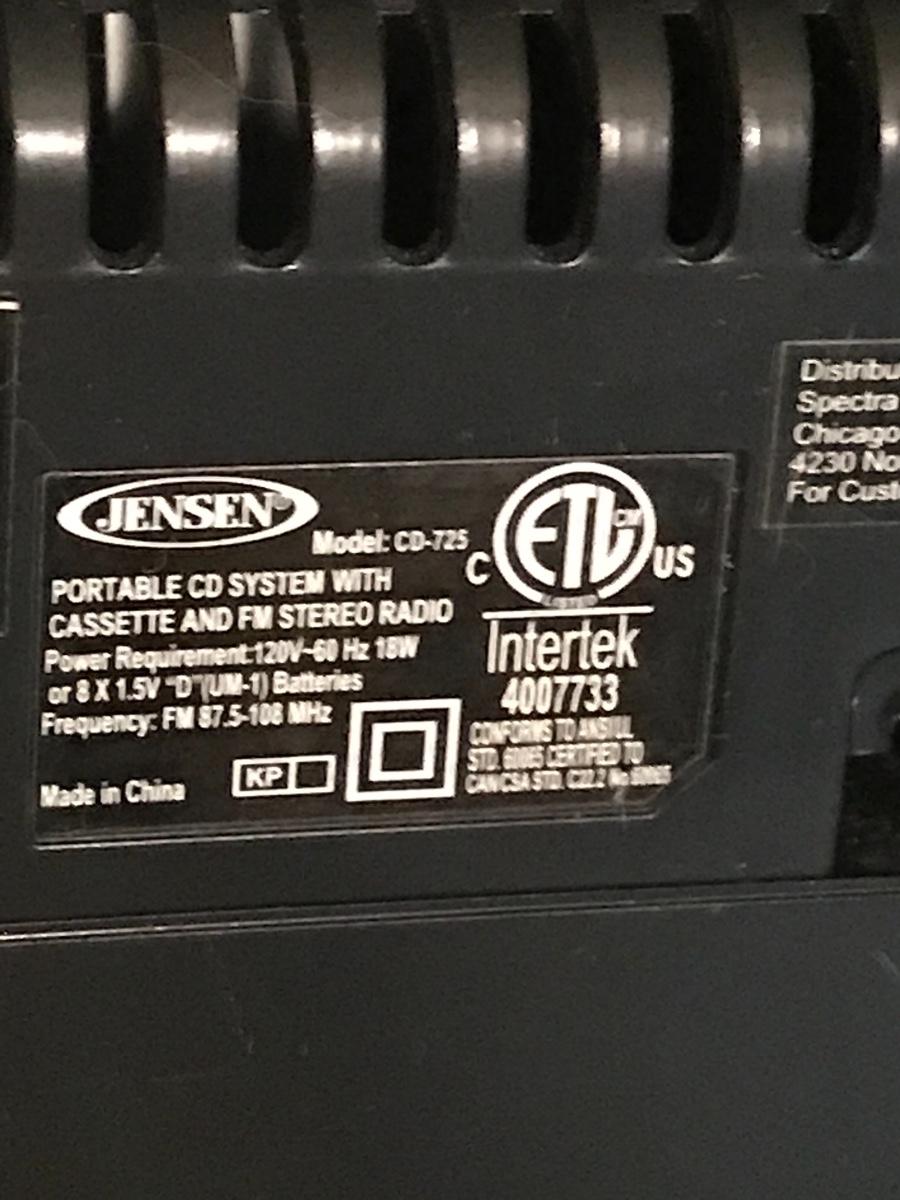 JENSEN®
Model: CD-725
PORTABLE CD SYSTEM WITH
CASSETTE AND FM STEREO RADIO
Power Requirement:120V~60 Hz 18W
or 8 X 1.5V "D"(UM-1) Batteries
Frequency: FM 87.5-108 MHz
Made in China
KP
C ETL CM US
LISTED
Intertek
4007733
CONFORMS TO ANSI/UL
STD. 60065 CERTIFIED TO
CAN/CSA STD. C22.2 No 60065
Distribu
Spectra
Chicago
4230 No
For Cust